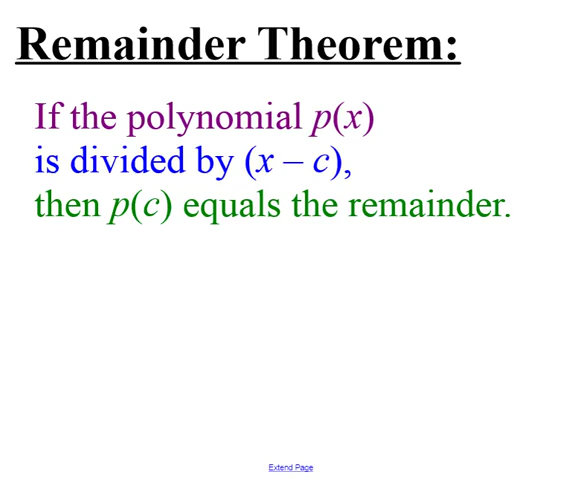 Remainder Theorem:
If the polynomial p(x)
is divided by (x – c),
then p(c) equals the remainder.
Extend Page